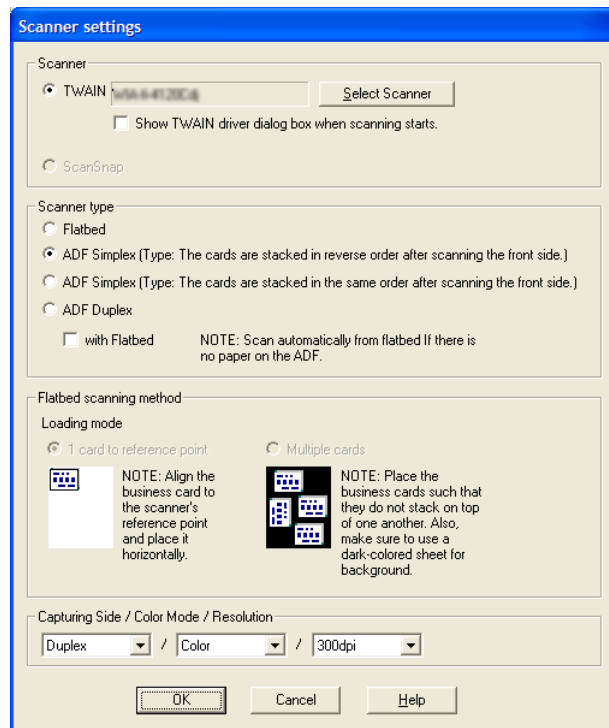 Scanner settings
Scanner
TWAIN
Select Scanner
Show TWAIN driver dialog box when scanning starts.
ScanSnap
Scanner type
Flatbed
ADF Simplex (Type: The cards are stacked in reverse order after scanning the front side.)
ADF Simplex (Type: The cards are stacked in the same order after scanning the front side.)
ADF Duplex
with Flatbed
NOTE: Scan automatically from flatbed If there is
no paper on the ADF.
Flatbed scanning method
Loading mode
1 card to reference point
Multiple cards
NOTE: Align the
business card to
the scanner's
reference point
and place it
horizontally.
NOTE: Place the
business cards such that
they do not stack on top
of one another. Also,
make sure to use a
dark-colored sheet for
background.
Capturing Side / Color Mode / Resolution
Duplex / Color / 300dpi
OK Cancel Help